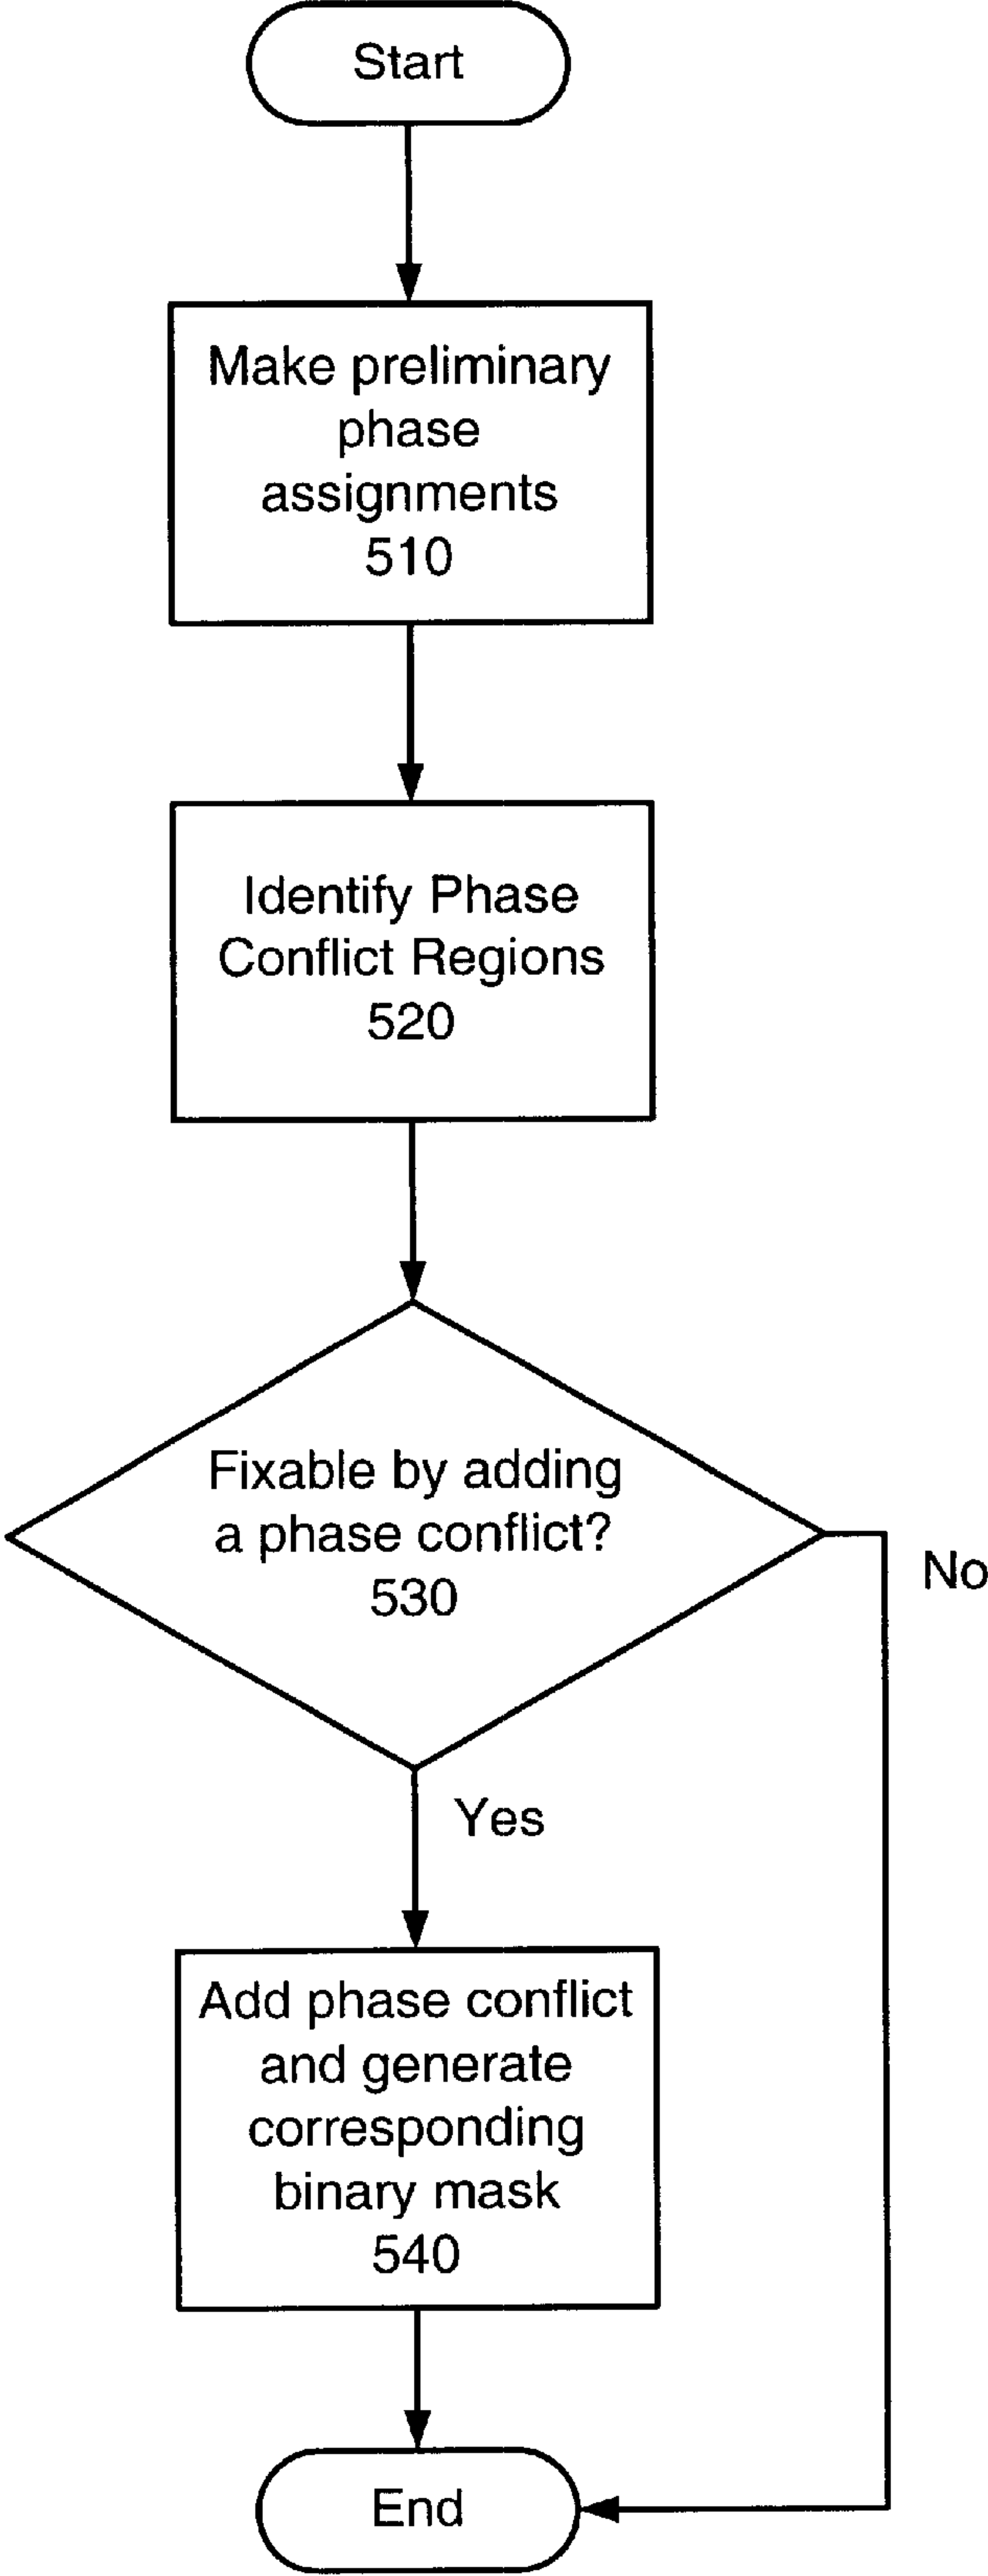 Start
Make preliminary
phase
assignments
510
Identify Phase
Conflict Regions
520
Fixable by adding
a phase conflict?
530
No
Yes
Add phase conflict
and generate
corresponding
binary mask
540
End